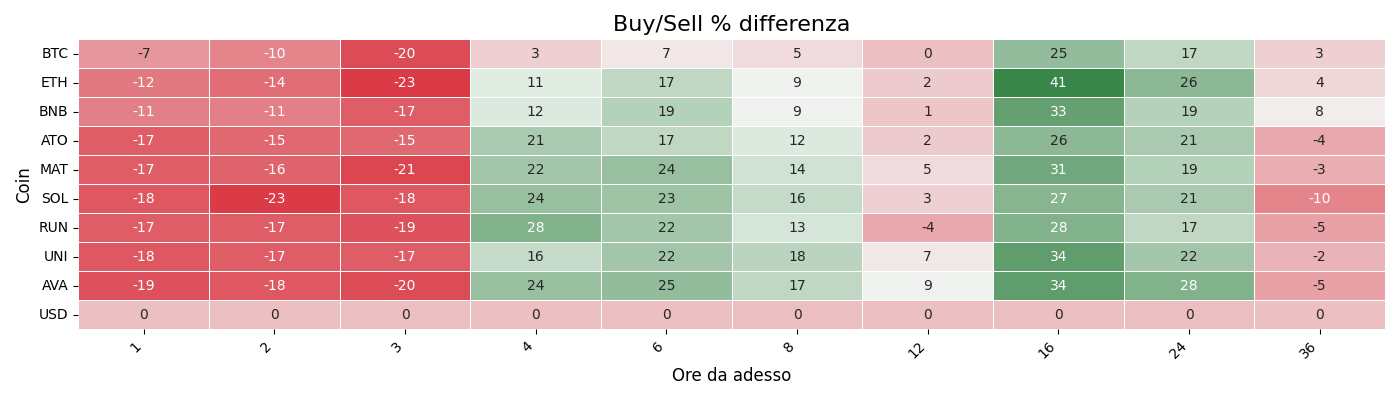 Buy/Sell % differenza
Coin
BTC -7 -10 -20 3 7 5 0 25 17 3
ETH -12 -14 -23 11 17 9 2 41 26 4
BNB -11 -11 -17 12 19 9 1 33 19 8
ATO -17 -15 -15 21 17 12 2 26 21 -4
MAT -17 -16 -21 22 24 14 5 31 19 -3
SOL -18 -23 -18 24 23 16 3 27 21 -10
RUN -17 -17 -19 28 22 13 -4 28 17 -5
UNI -18 -17 -17 16 22 18 7 34 22 -2
AVA -19 -18 -20 24 25 17 9 34 28 -5
USD 0 0 0 0 0 0 0 0 0 0
1 2 3 4 6 8 12 16 24 36
Ore da adesso